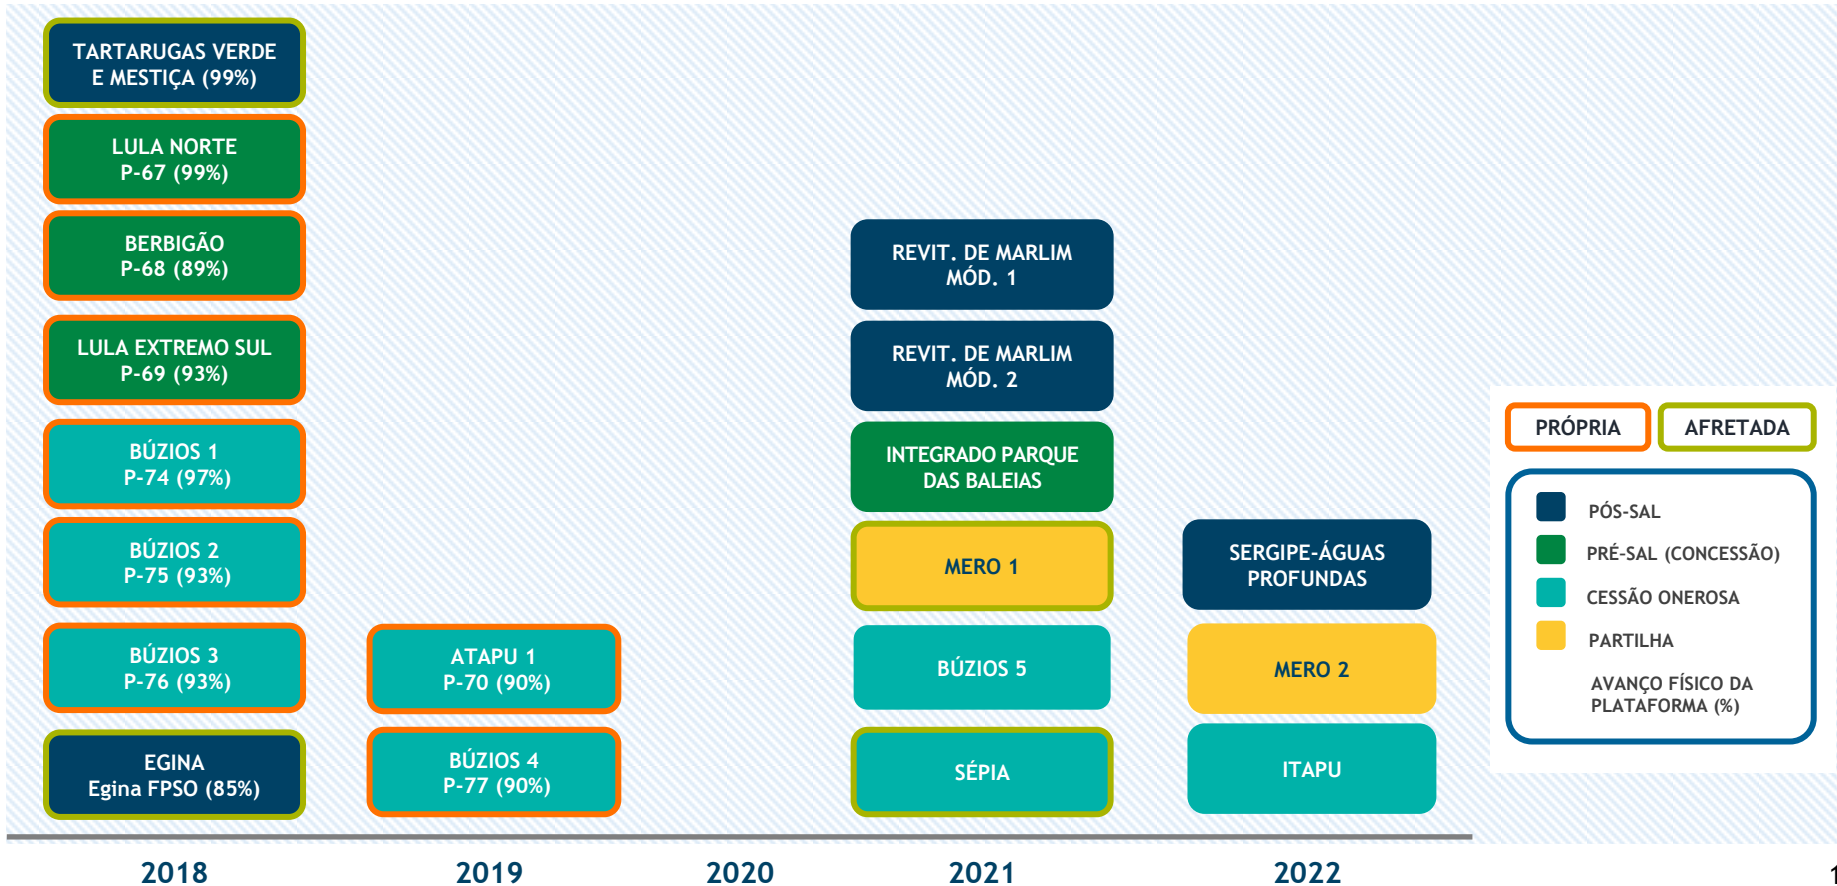 TARTARUGAS VERDE
E MESTIÇA (99%)
LULA NORTE
P-67 (99%)
BERBIGÃO
P-68 (89%)
LULA EXTREMO SUL
P-69 (93%)
BÚZIOS 1
P-74 (97%)
BÚZIOS 2
P-75 (93%)
BÚZIOS 3
P-76 (93%)
EGINA
Egina FPSO (85%)
ATAPU 1
P-70 (90%)
BÚZIOS 4
P-77 (90%)
REVIT. DE MARLIM
MÓD. 1
REVIT. DE MARLIM
MÓD. 2
INTEGRADO PARQUE
DAS BALEIAS
MERO 1
BÚZIOS 5
SÉPIA
SERGIPE-ÁGUAS
PROFUNDAS
MERO 2
ITAPU
PRÓPRIA
AFRETADA
PÓS-SAL
PRÉ-SAL (CONCESSÃO)
CESSÃO ONEROSA
PARTILHA
AVANÇO FÍSICO DA
PLATAFORMA (%)
2018
2019
2020
2021
2022